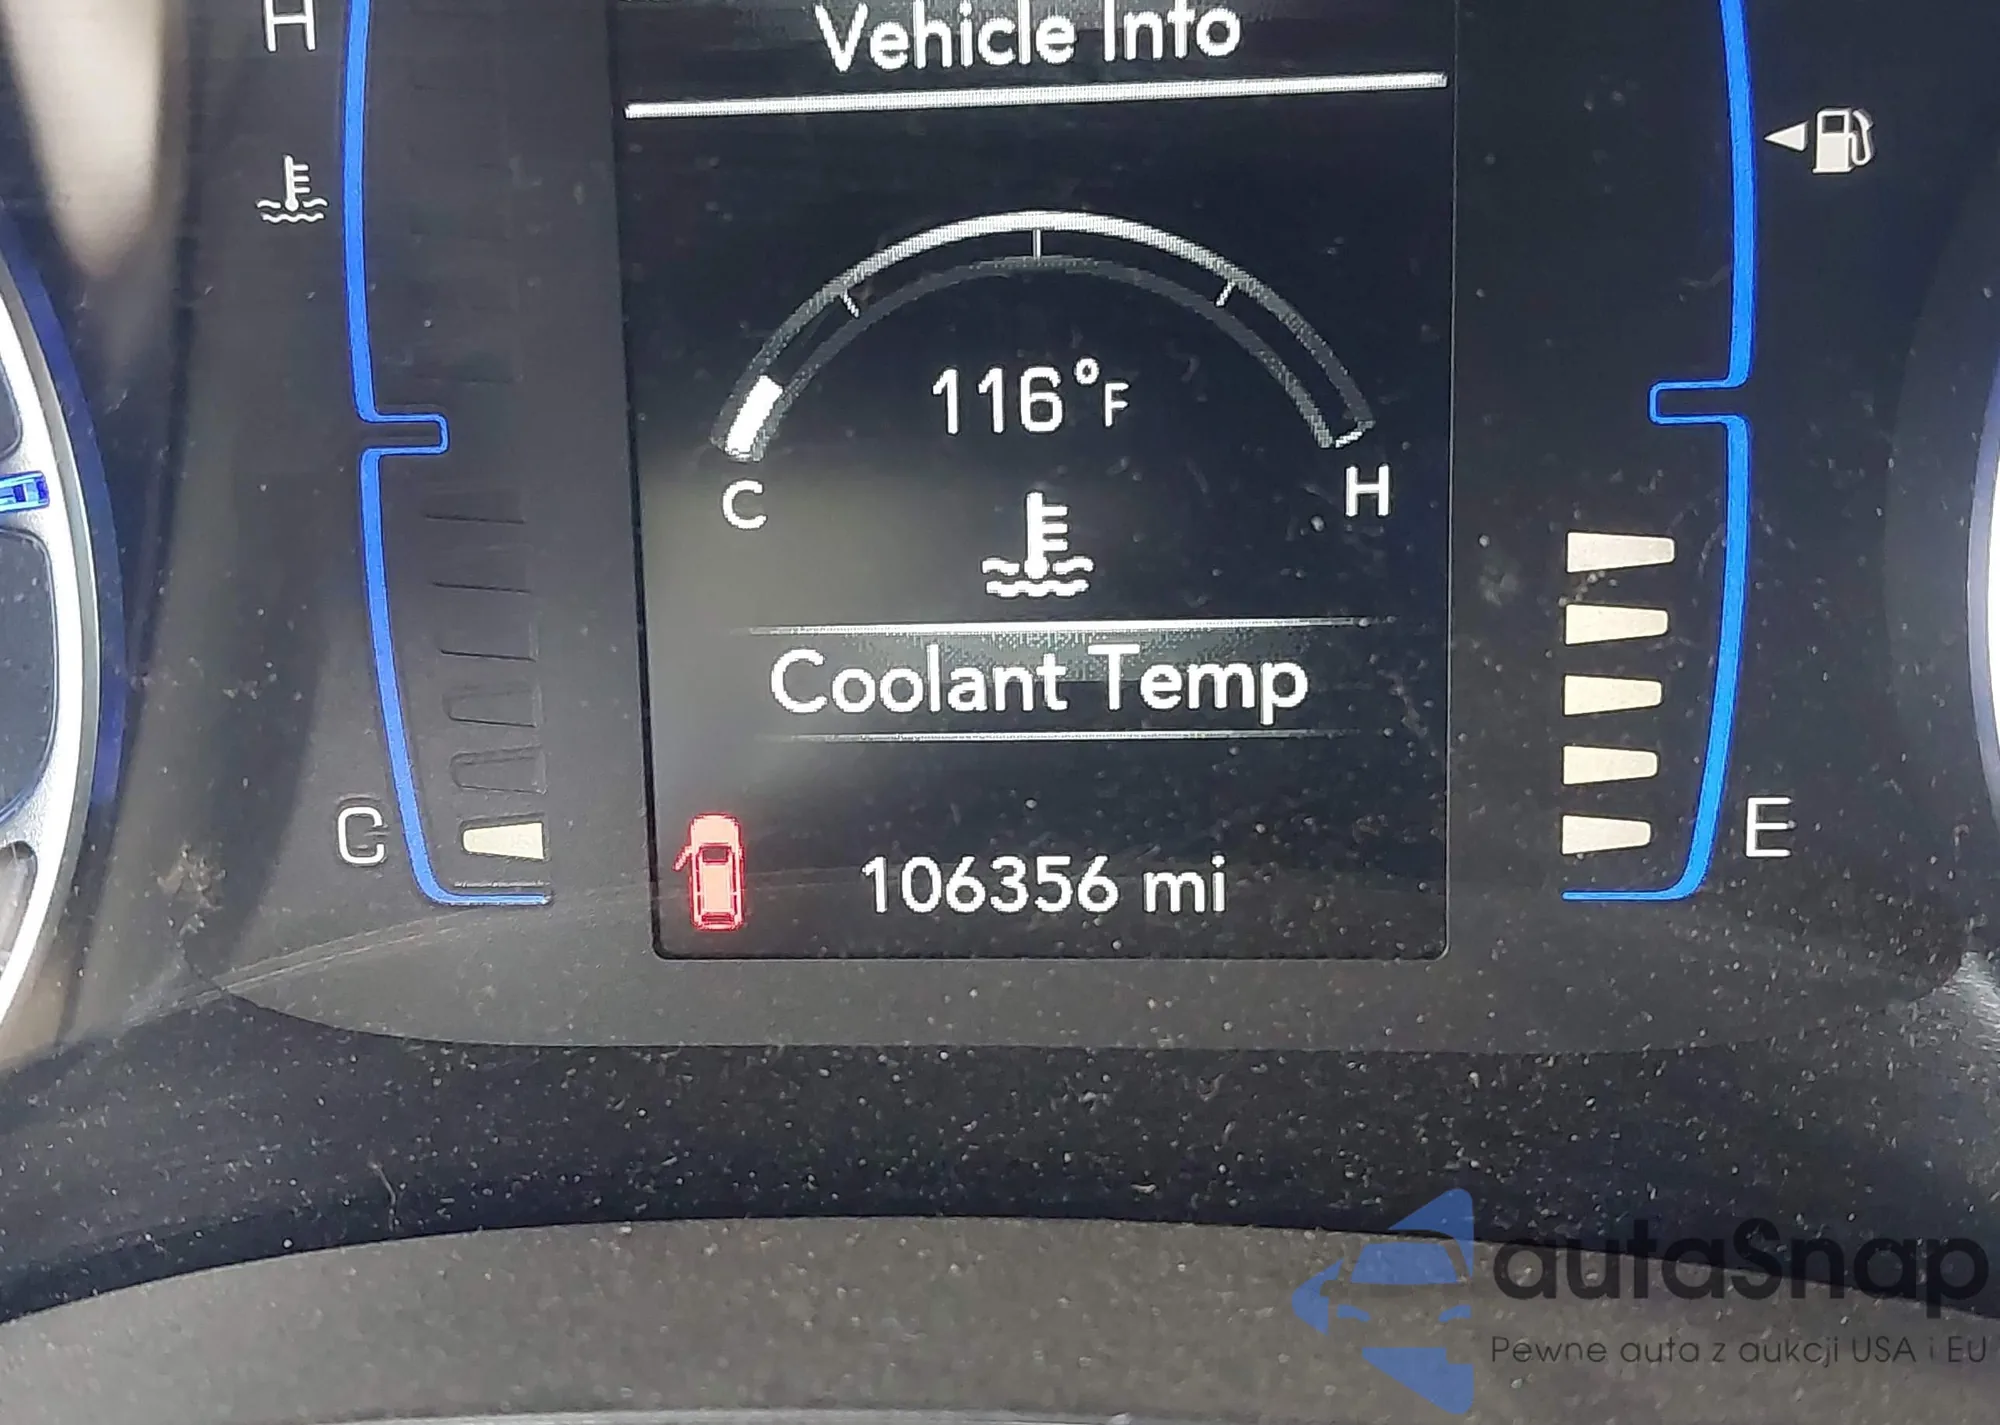 H
Vehicle Info
116°F
C
H
Coolant Temp
C
E
106356 mi
autaSnap
Pewne auta z aukcji USA i EU